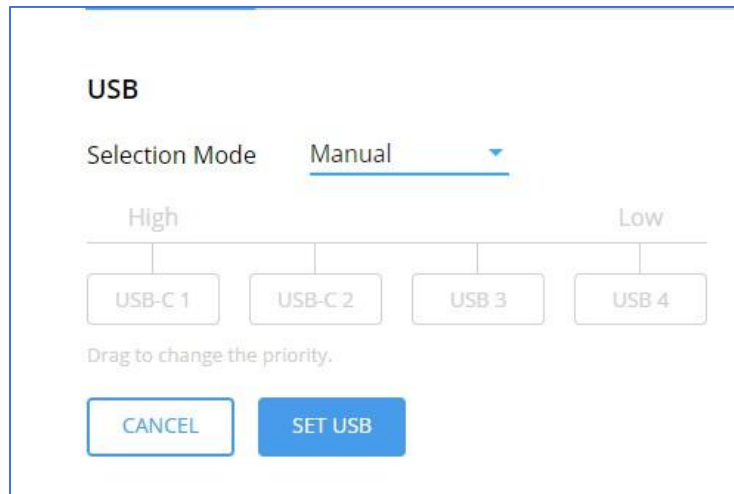 USB
Selection Mode Manual
High Low
USB-C 1 USB-C 2 USB 3 USB 4
Drag to change the priority.
CANCEL SET USB